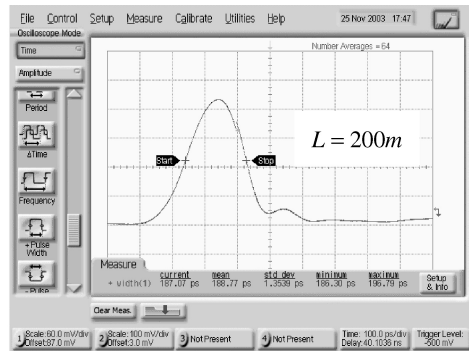 File Control Setup Measure Calibrate Utilities Help 25 Nov 2003 17:47
Oscilloscope Mode
Time
Number Averages = 64
Amplitude
Period
ΔTime
Frequency
+ Pulse
Width
- Pulse
Start
Stop
L = 200m
Measure
current mean std dev minimum maximum
+ width(1) 187.07 ps 188.77 ps 1.3539 ps 186.30 ps 196.79 ps
Setup
& Info
Clear Meas.
1 Scale:60.0 mV/div
Offset:87.0 mV
2 Scale:100 mV/div
Offset:3.0 mV
3 Not Present
4 Not Present
Time: 100.0 ps/div
Delay:40.1036 ns
Trigger Level:
-500 mV